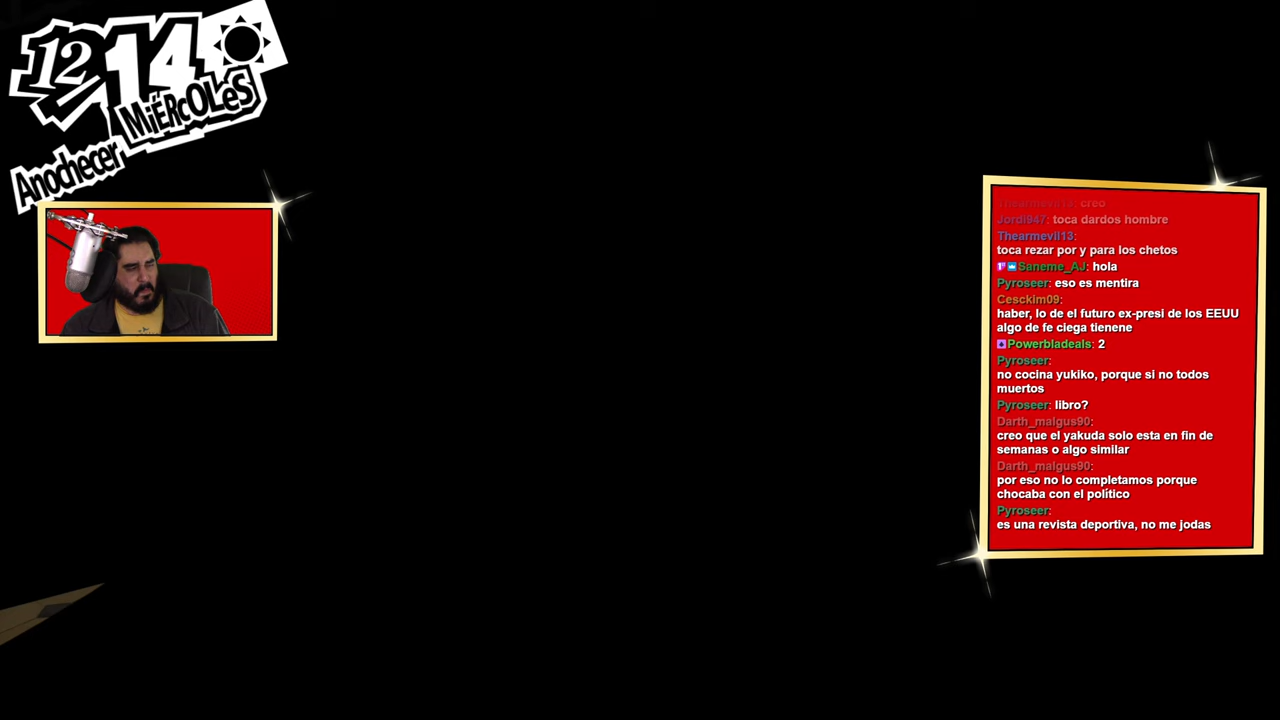 12 14
MiÉRcOLeS
Anochecer
Thearmevil13: creo
Jordi947: toca dardos hombre
Thearmevil13:
toca rezar por y para los chetos
Saneme_AJ: hola
Pyroseer: eso es mentira
Cesckim09:
haber, lo de el futuro ex-presi de los EEUU
algo de fe ciega tienene
Powerbladeals: 2
Pyroseer:
no cocina yukiko, porque si no todos
muertos
Pyroseer: libro?
Darth_malgus90:
creo que el yakuda solo esta en fin de
semanas o algo similar
Darth_malgus90:
por eso no lo completamos porque
chocaba con el político
Pyroseer:
es una revista deportiva, no me jodas